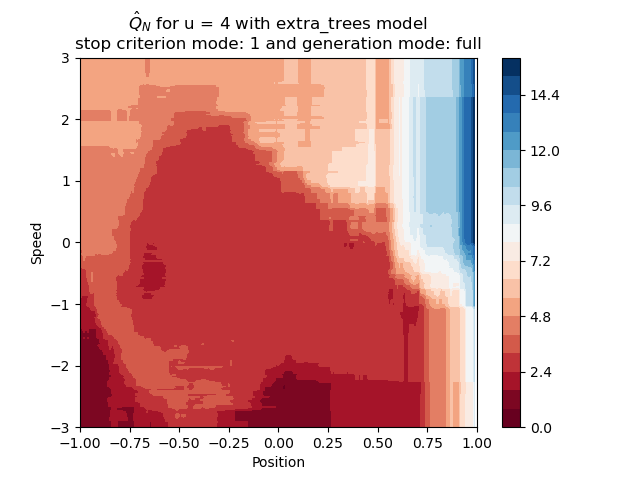 $\hat{Q}_N$ for u = 4 with extra_trees model
stop criterion mode: 1 and generation mode: full
3
2
1
0
−1
−2
−3
Speed
−1.00 −0.75 −0.50 −0.25 0.00 0.25 0.50 0.75 1.00
Position
14.4
12.0
9.6
7.2
4.8
2.4
0.0